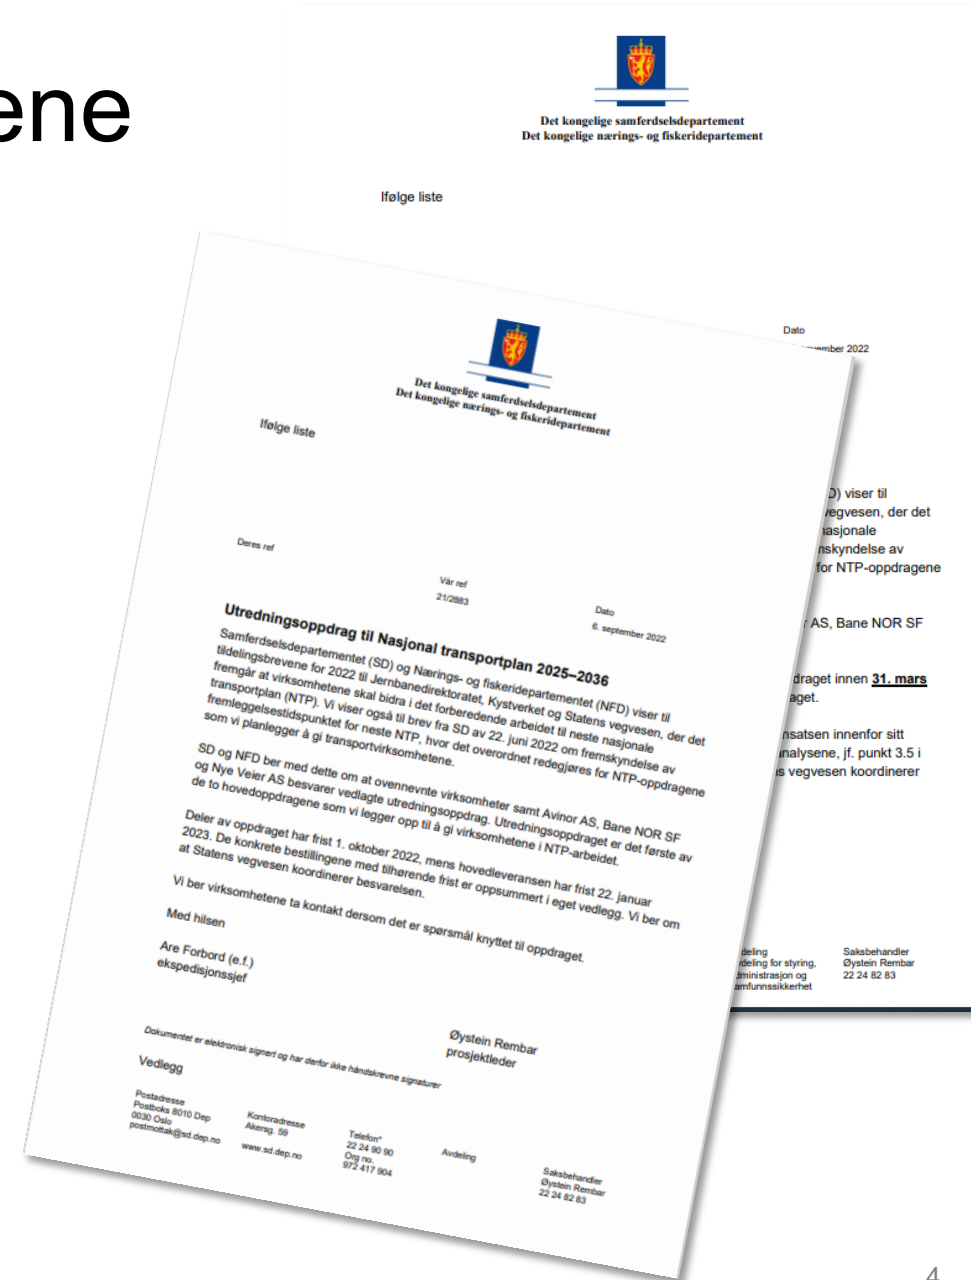 ene
Det kongelige samferdselsdepartement
Det kongelige nærings- og fiskeridepartement
Ifølge liste
Dato
2022
viser til
vegvesen, der det
nasjonale
av
for NTP-oppdragene
AS, Bane NOR SF
innen 31. mars
innenfor sitt
jf. punkt 3.5 i
vegvesen koordinerer
for styring,
og
Saksbehandler
Øystein Rembar
22 24 82 83
Det kongelige samferdselsdepartement
Det kongelige nærings- og fiskeridepartement
Ifølge liste
Deres ref
Vår ref
21/2883
Dato
6. september 2022
Utredningsoppdrag til Nasjonal transportplan 2025–2036
Samferdselsdepartementet (SD) og Nærings- og fiskeridepartementet (NFD) viser til
tildelingsbrevene for 2022 til Jernbanedirektoratet, Kystverket og Statens vegvesen, der det
fremgår at virksomhetene skal bidra i det forberedende arbeidet til neste nasjonale
transportplan (NTP). Vi viser også til brev fra SD av 22. juni 2022 om fremskyndelse av
fremleggelsestidspunktet for neste NTP, hvor det overordnet redegjøres for NTP-oppdragene
som vi planlegger å gi transportvirksomhetene.
SD og NFD ber med dette om at ovennevnte virksomheter samt Avinor AS, Bane NOR SF
og Nye Veier AS besvarer vedlagte utredningsoppdrag. Utredningsoppdraget er det første av
de to hovedoppdragene som vi legger opp til å gi virksomhetene i NTP-arbeidet.
Deler av oppdraget har frist 1. oktober 2022, mens hovedleveransen har frist 22. januar
2023. De konkrete bestillingene med tilhørende frist er oppsummert i eget vedlegg. Vi ber om
at Statens vegvesen koordinerer besvarelsen.
Vi ber virksomhetene ta kontakt dersom det er spørsmål knyttet til oppdraget.
Med hilsen
Are Forbord (e.f.)
ekspedisjonssjef
Øystein Rembar
prosjektleder
Dokumentet er elektronisk signert og har derfor ikke håndskrevne signaturer
Vedlegg
Postadresse
Postboks 8010 Dep
0030 Oslo
postmottak@sd.dep.no
Kontoradresse
Akersg. 59
www.sd.dep.no
Telefon*
22 24 90 90
Org no.
972 417 904
Avdeling
Saksbehandler
Øystein Rembar
22 24 82 83
4